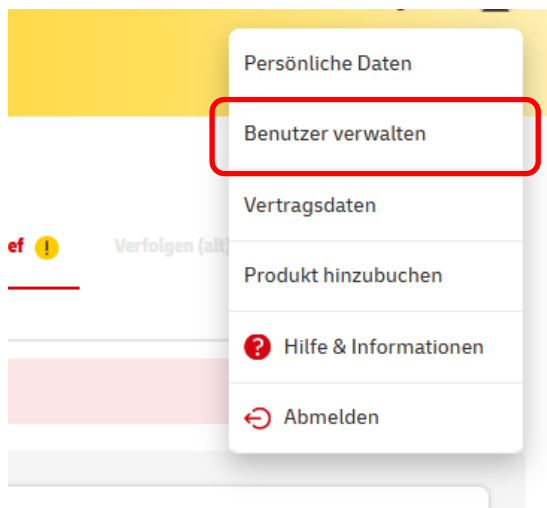 Persönliche Daten
Benutzer verwalten
Vertragsdaten
ef !
Verfolgen (alt)
Produkt hinzubuchen
? Hilfe & Informationen
Abmelden